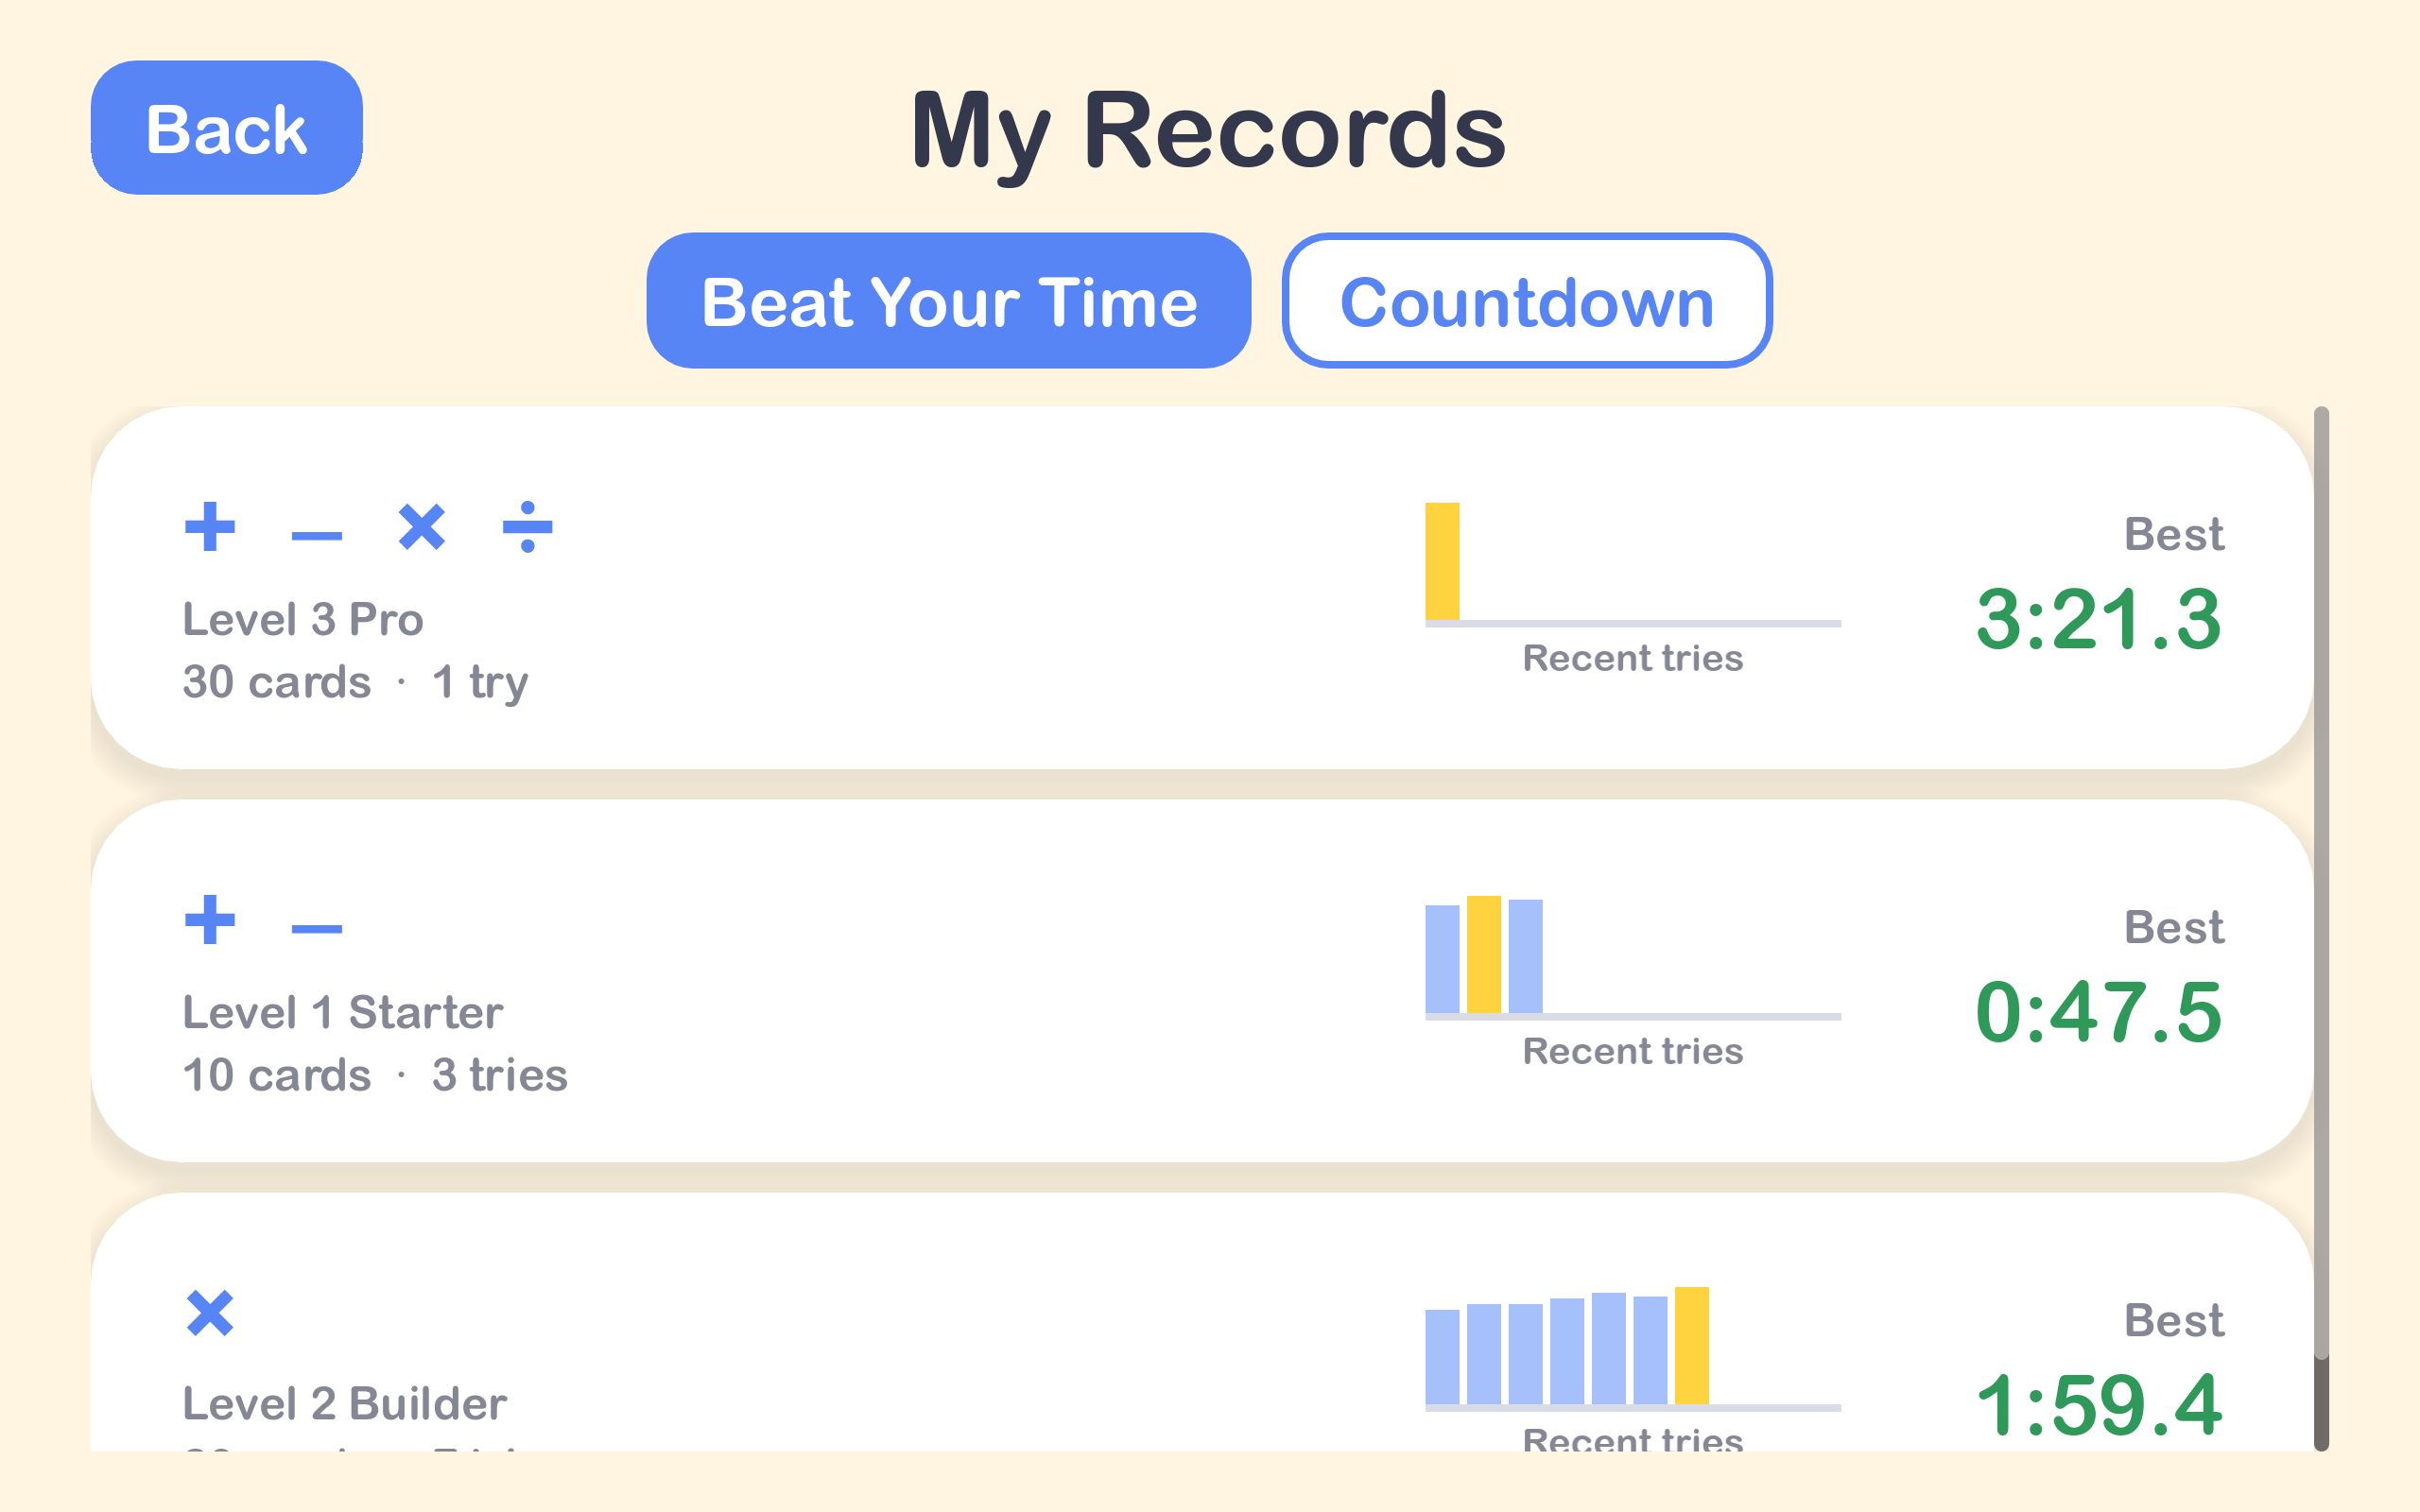 Back
My Records
Beat Your Time
Countdown
+ – × ÷
Level 3 Pro
30 cards · 1 try
Recent tries
Best
3:21.3
+ –
Level 1 Starter
10 cards · 3 tries
Recent tries
Best
0:47.5
×
Level 2 Builder
Recent tries
Best
1:59.4